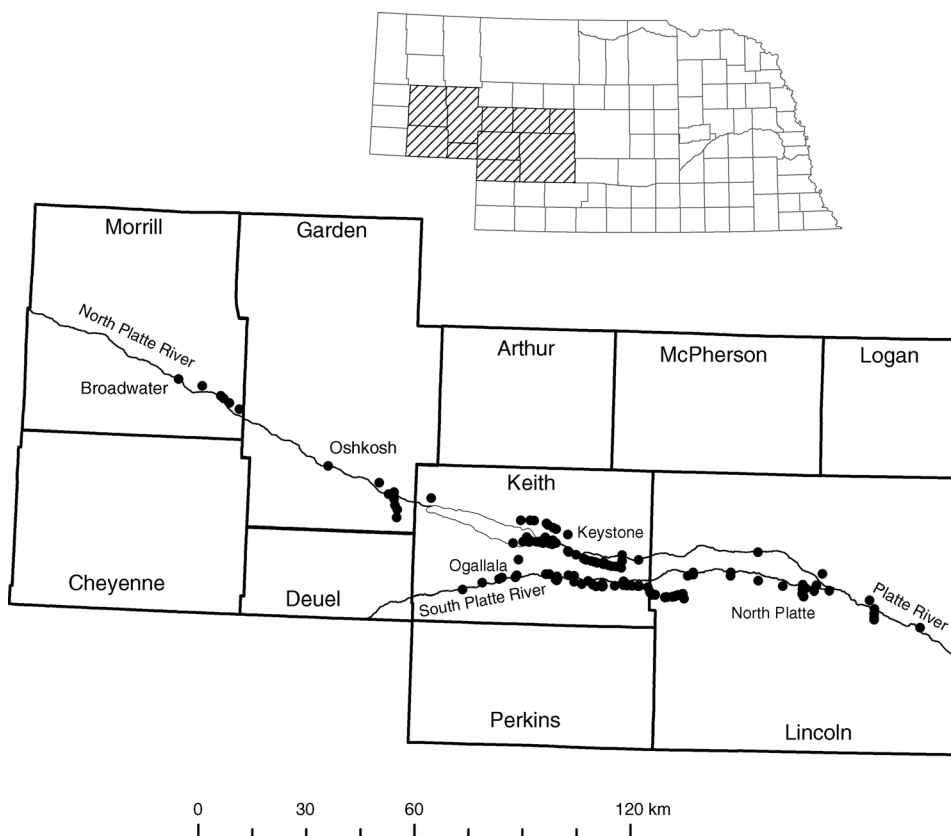 Morrill
Garden
North Platte River
Broadwater
Arthur
McPherson
Logan
Oshkosh
Keith
Keystone
Ogallala
South Platte River
Cheyenne
Deuel
North Platte
Platte River
Perkins
Lincoln
0 30 60 120 km